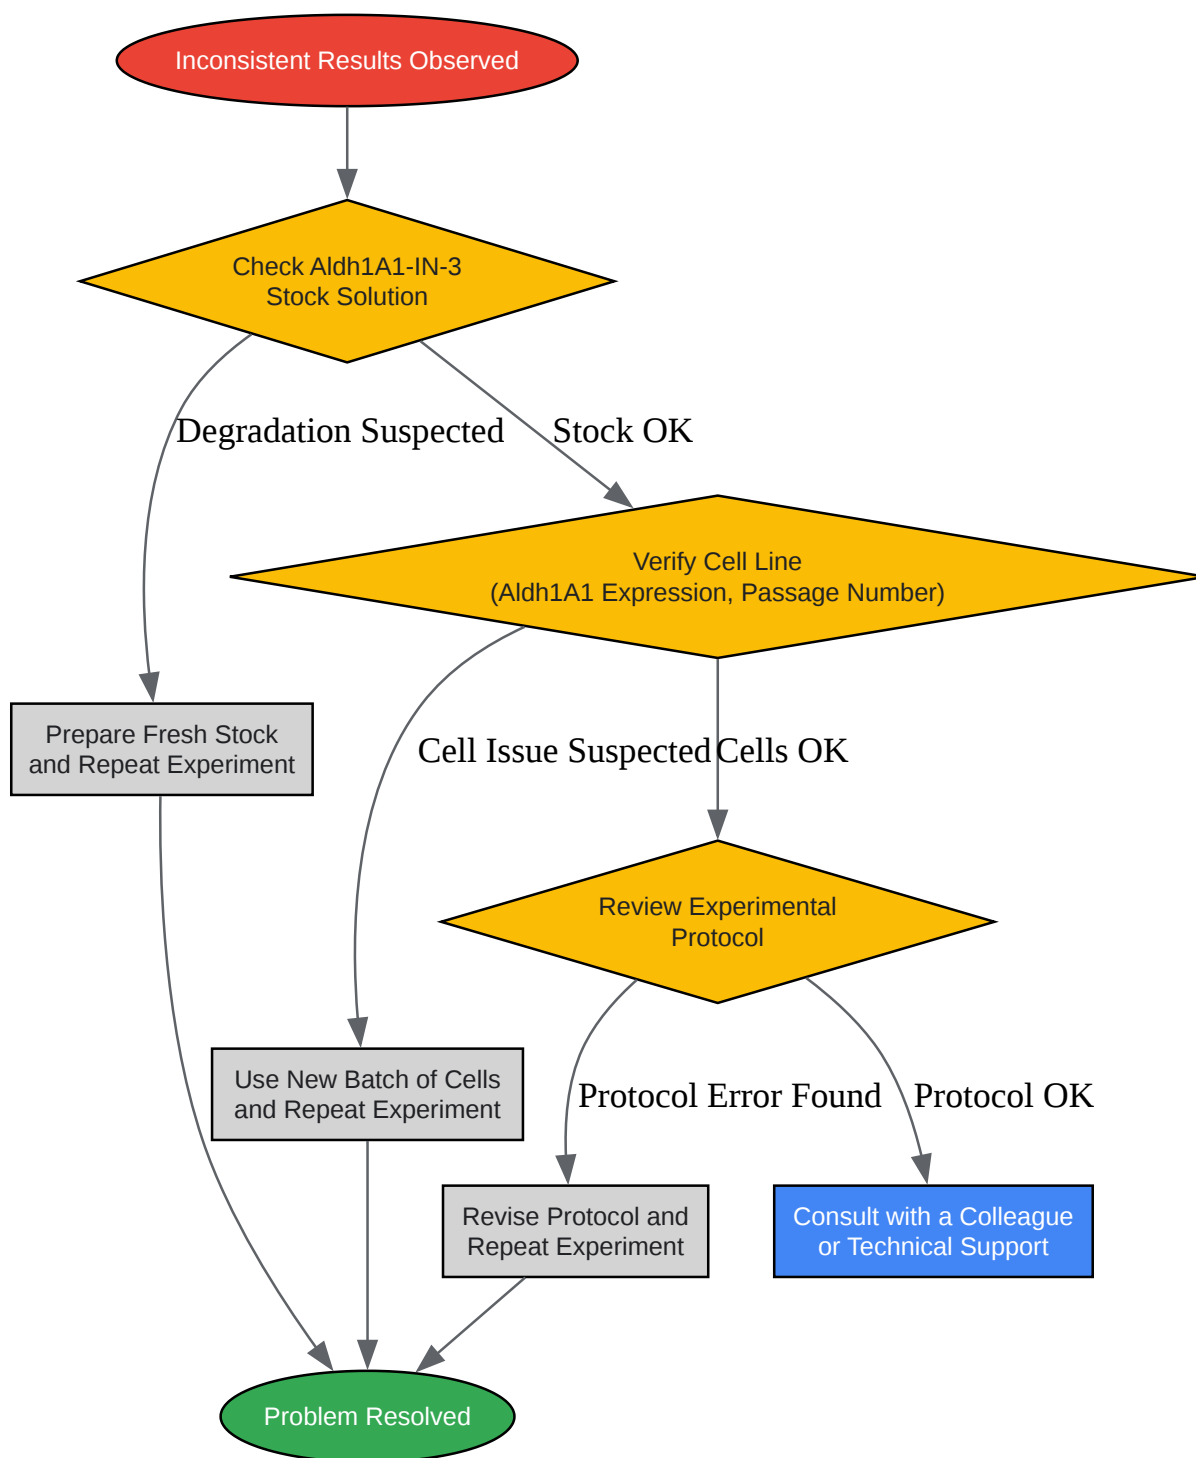 Inconsistent Results Observed
Check Aldh1A1-IN-3
Stock Solution
Degradation Suspected
Stock OK
Verify Cell Line
(Aldh1A1 Expression, Passage Number)
Prepare Fresh Stock
and Repeat Experiment
Cell Issue Suspected
Cells OK
Review Experimental
Protocol
Use New Batch of Cells
and Repeat Experiment
Protocol Error Found
Protocol OK
Revise Protocol and
Repeat Experiment
Consult with a Colleague
or Technical Support
Problem Resolved